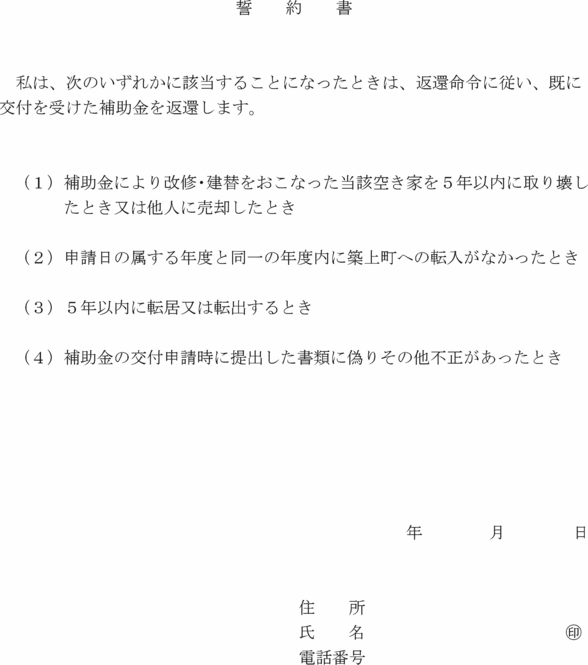 誓　約　書
私は、次のいずれかに該当することになったときは、返還命令に従い、既に
交付を受けた補助金を返還します。
（１）補助金により改修・建替をおこなった当該空き家を５年以内に取り壊し
たとき又は他人に売却したとき
（２）申請日の属する年度と同一の年度内に築上町への転入がなかったとき
（３）５年以内に転居又は転出するとき
（４）補助金の交付申請時に提出した書類に偽りその他不正があったとき
年　　　月　　　日
住　所
氏　名　　　　　　　　　　㊞
電話番号